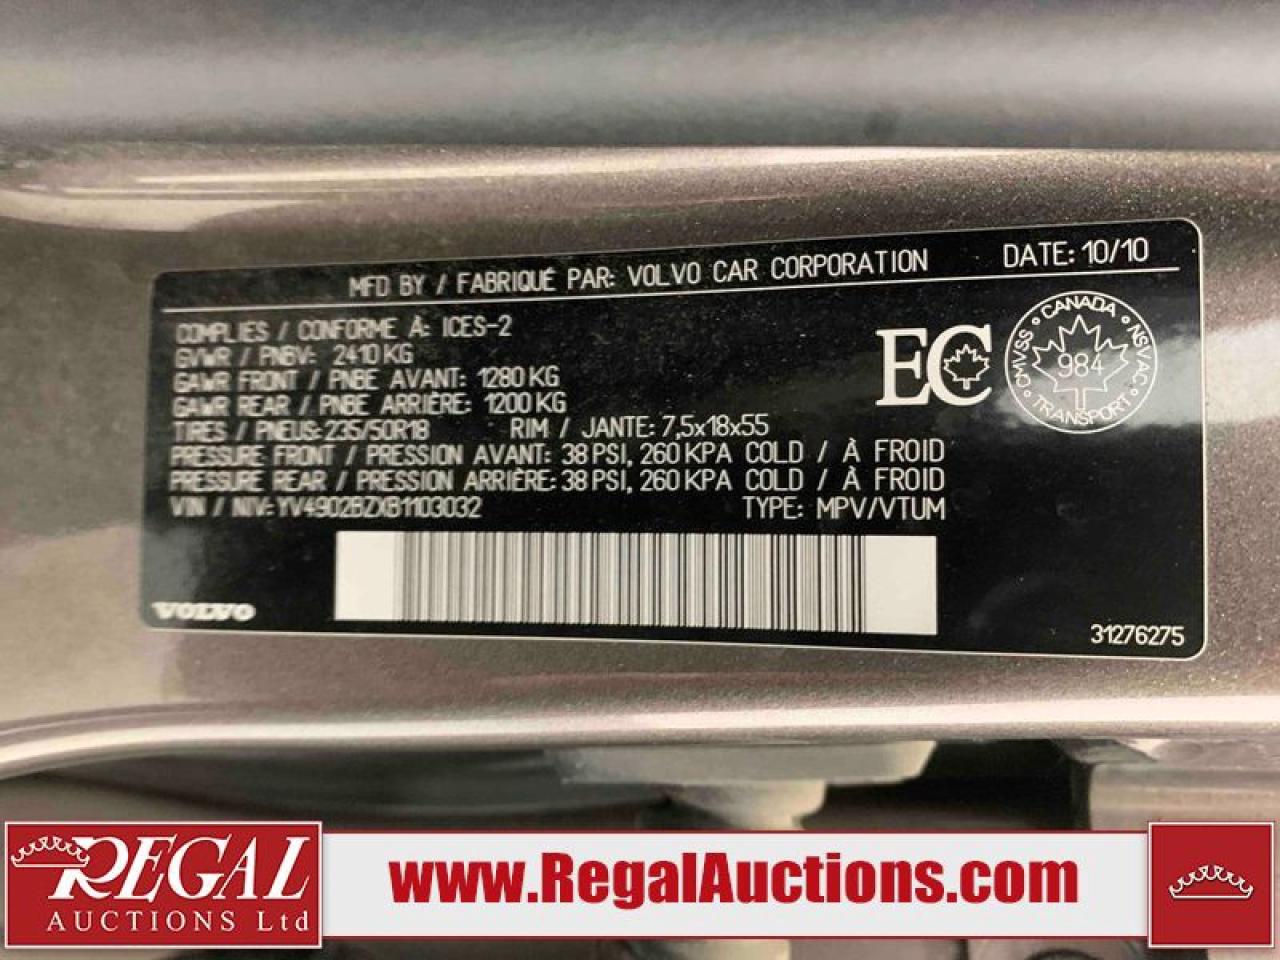 MFD BY / FABRIQUÉ PAR: VOLVO CAR CORPORATION DATE: 10/10
COMPLIES / CONFORME À: ICES-2
GVWR / PNBV: 2410 KG
GAWR FRONT / PNBE AVANT: 1280 KG
GAWR REAR / PNBE ARRIÈRE: 1200 KG
TIRES / PNEUS: 235/50R18 RIM / JANTE: 7,5x18x55
PRESSURE FRONT / PRESSION AVANT: 38 PSI, 260 KPA COLD / À FROID
PRESSURE REAR / PRESSION ARRIÈRE: 38 PSI, 260 KPA COLD / À FROID
VIN / NIV: YV4902BZXB1103032 TYPE: MPV/VTUM
EC
CANADA
CMVSS 984 NSVAC
TRANSPORT
VOLVO
31276275
REGAL
AUCTIONS Ltd
www.RegalAuctions.com